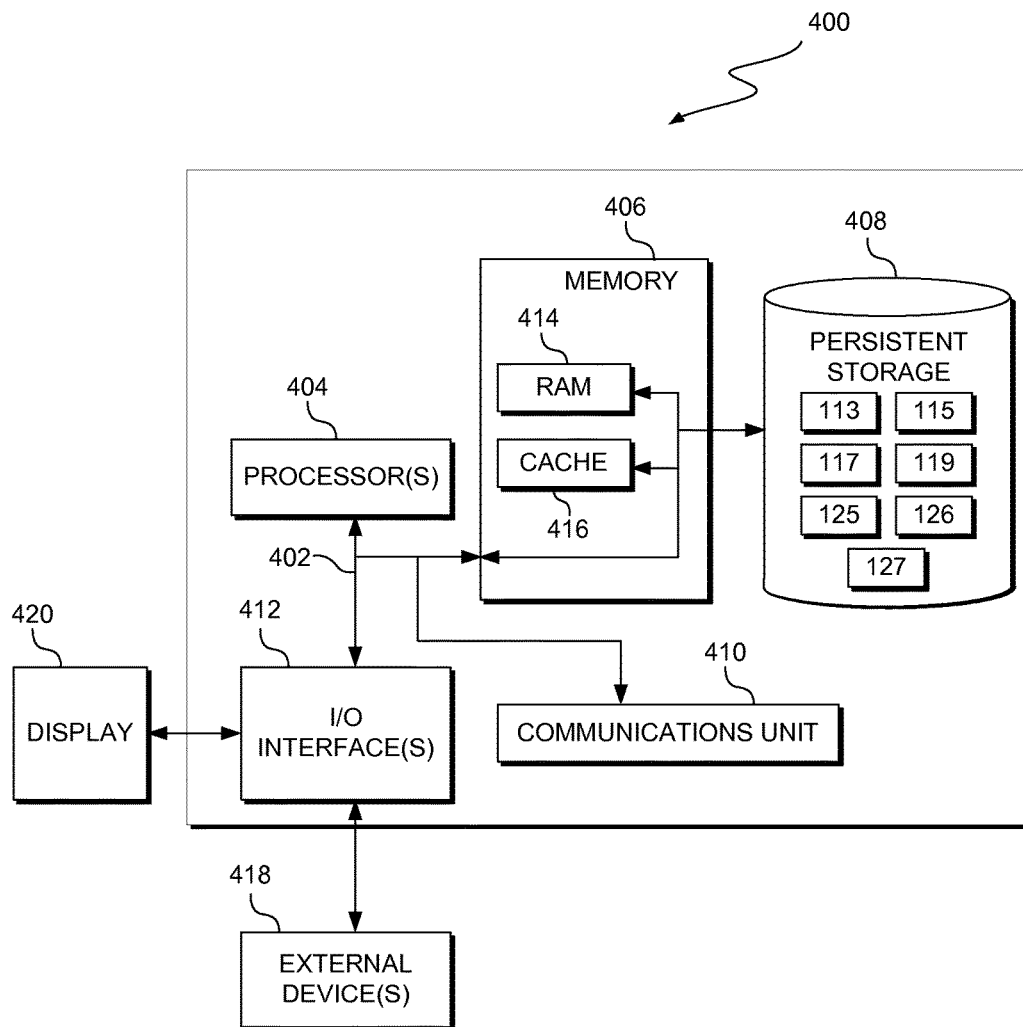 400
406
MEMORY
408
414
RAM
PERSISTENT
STORAGE
113
115
404
PROCESSOR(S)
CACHE
416
117
119
125
126
127
402
420
412
410
DISPLAY
I/O
INTERFACE(S)
COMMUNICATIONS UNIT
418
EXTERNAL
DEVICE(S)